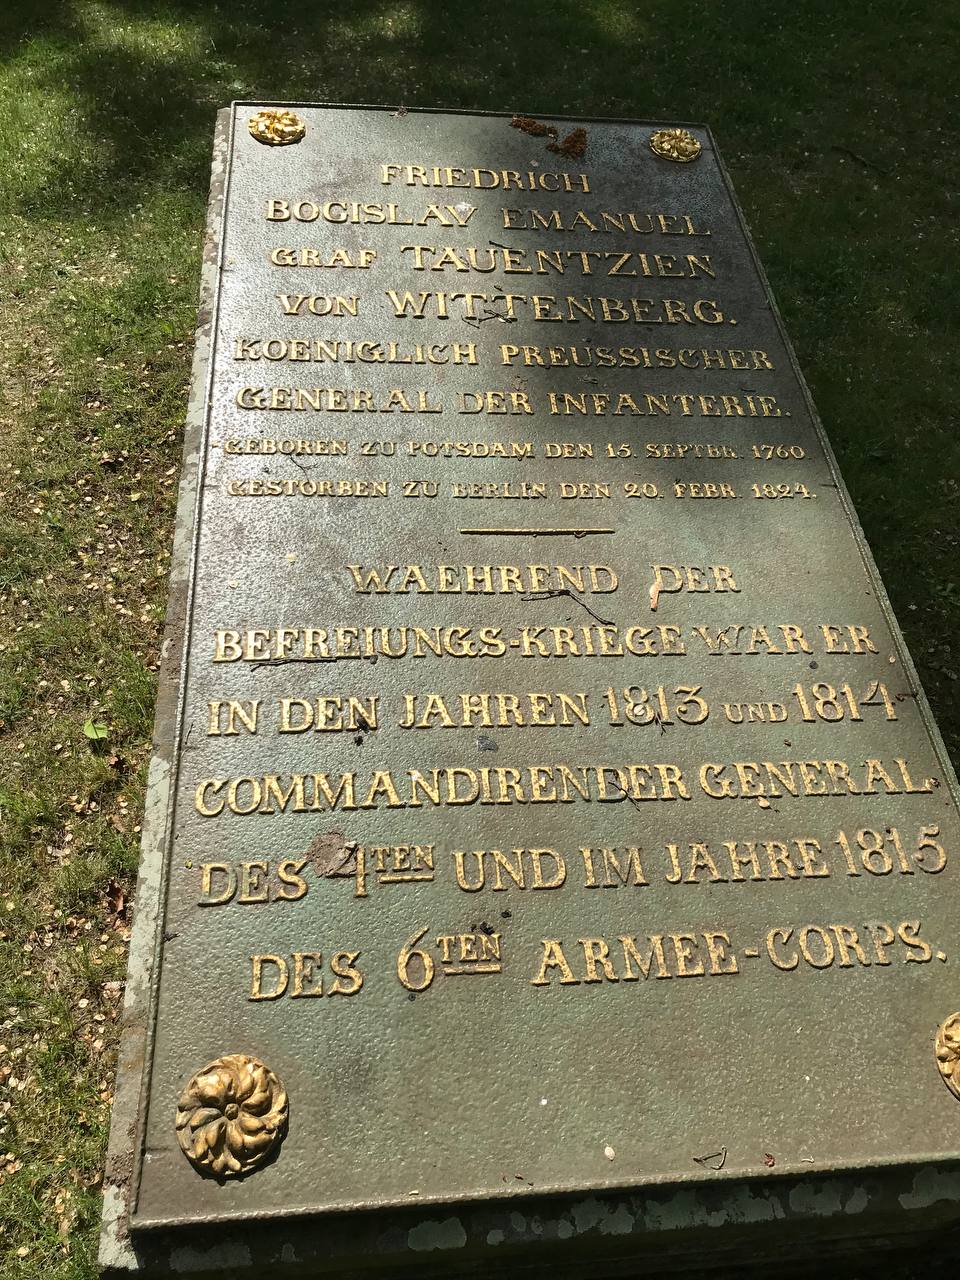 FRIEDRICH
BOGISLAV EMANUEL
GRAF TAUENTZIEN
VON WITTENBERG.
KOENIGLICH PREUSSISCHER
GENERAL DER INFANTERIE.
GEBOREN ZU POTSDAM DEN 15. SEPTBR. 1760
GESTORBEN ZU BERLIN DEN 20. FEBR. 1824.
WAEHREND DER
BEFREIUNGS-KRIEGE WAR ER
IN DEN JAHREN 1813 UND 1814
COMMANDIRENDER GENERAL
DES 4TEN UND IM JAHRE 1815
DES 6TEN ARMEE-CORPS.